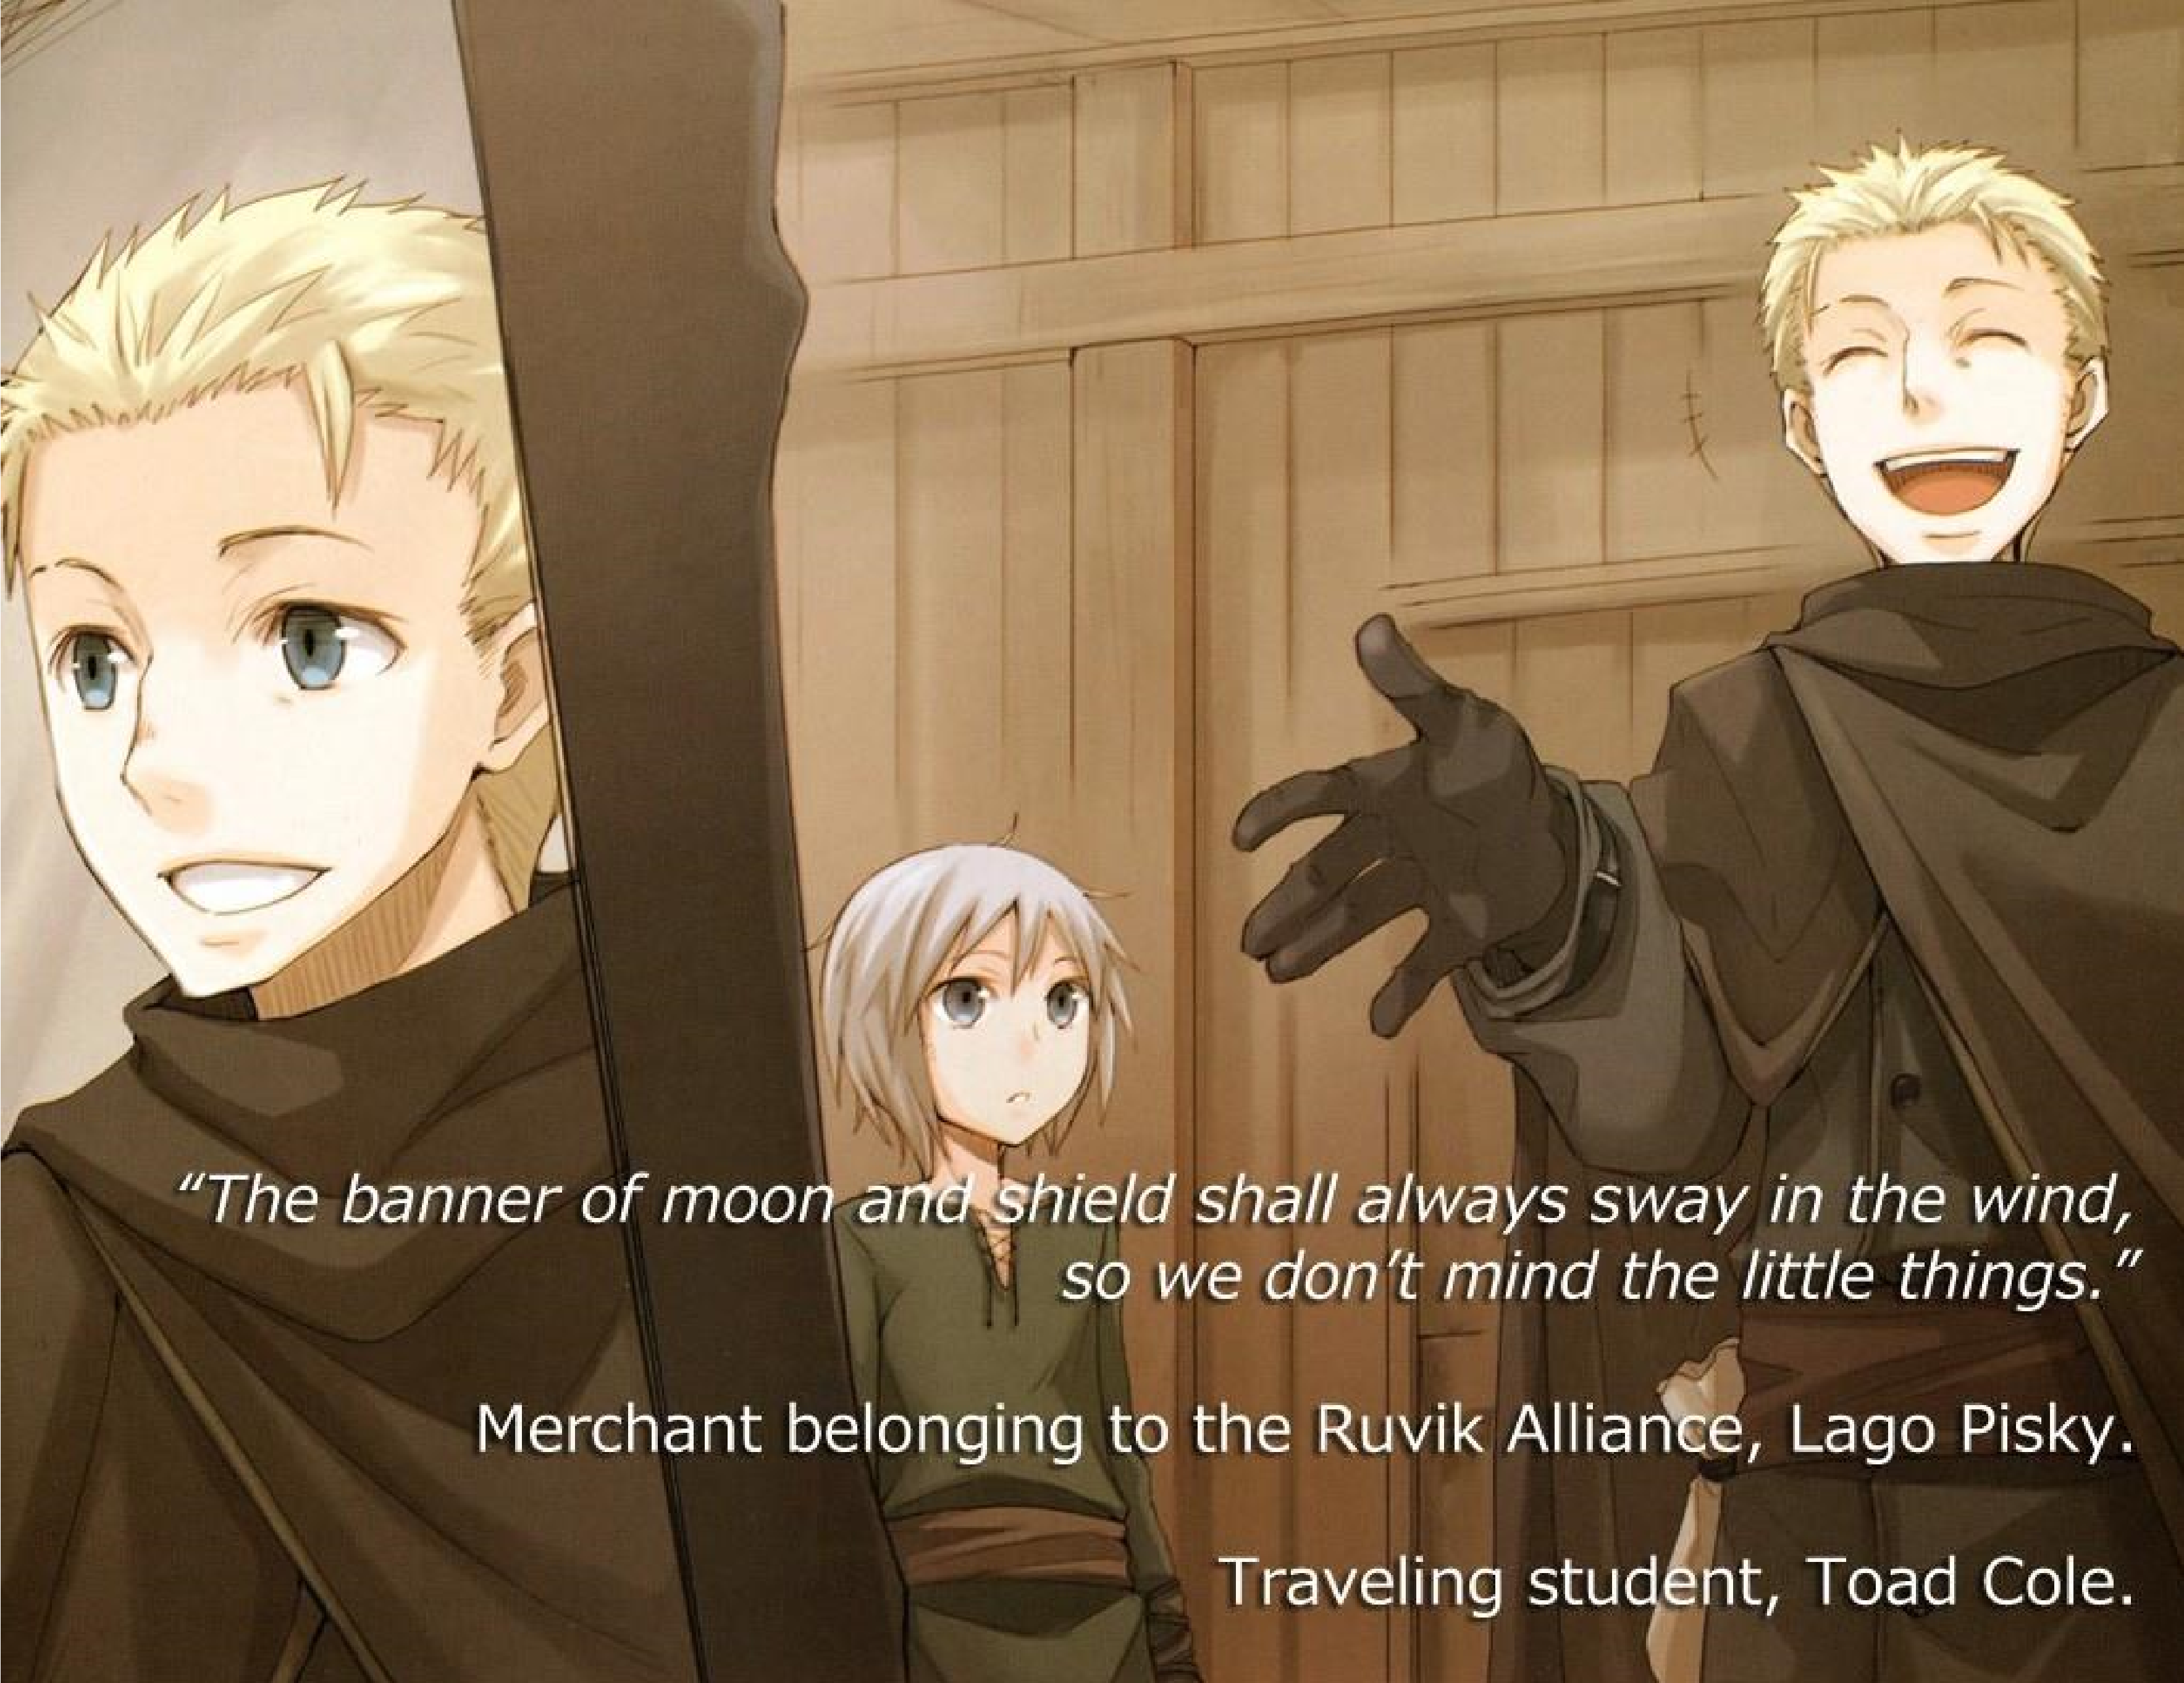 “The banner of moon and shield shall always sway in the wind,
so we don’t mind the little things.”
Merchant belonging to the Ruvik Alliance, Lago Pisky.
Traveling student, Toad Cole.